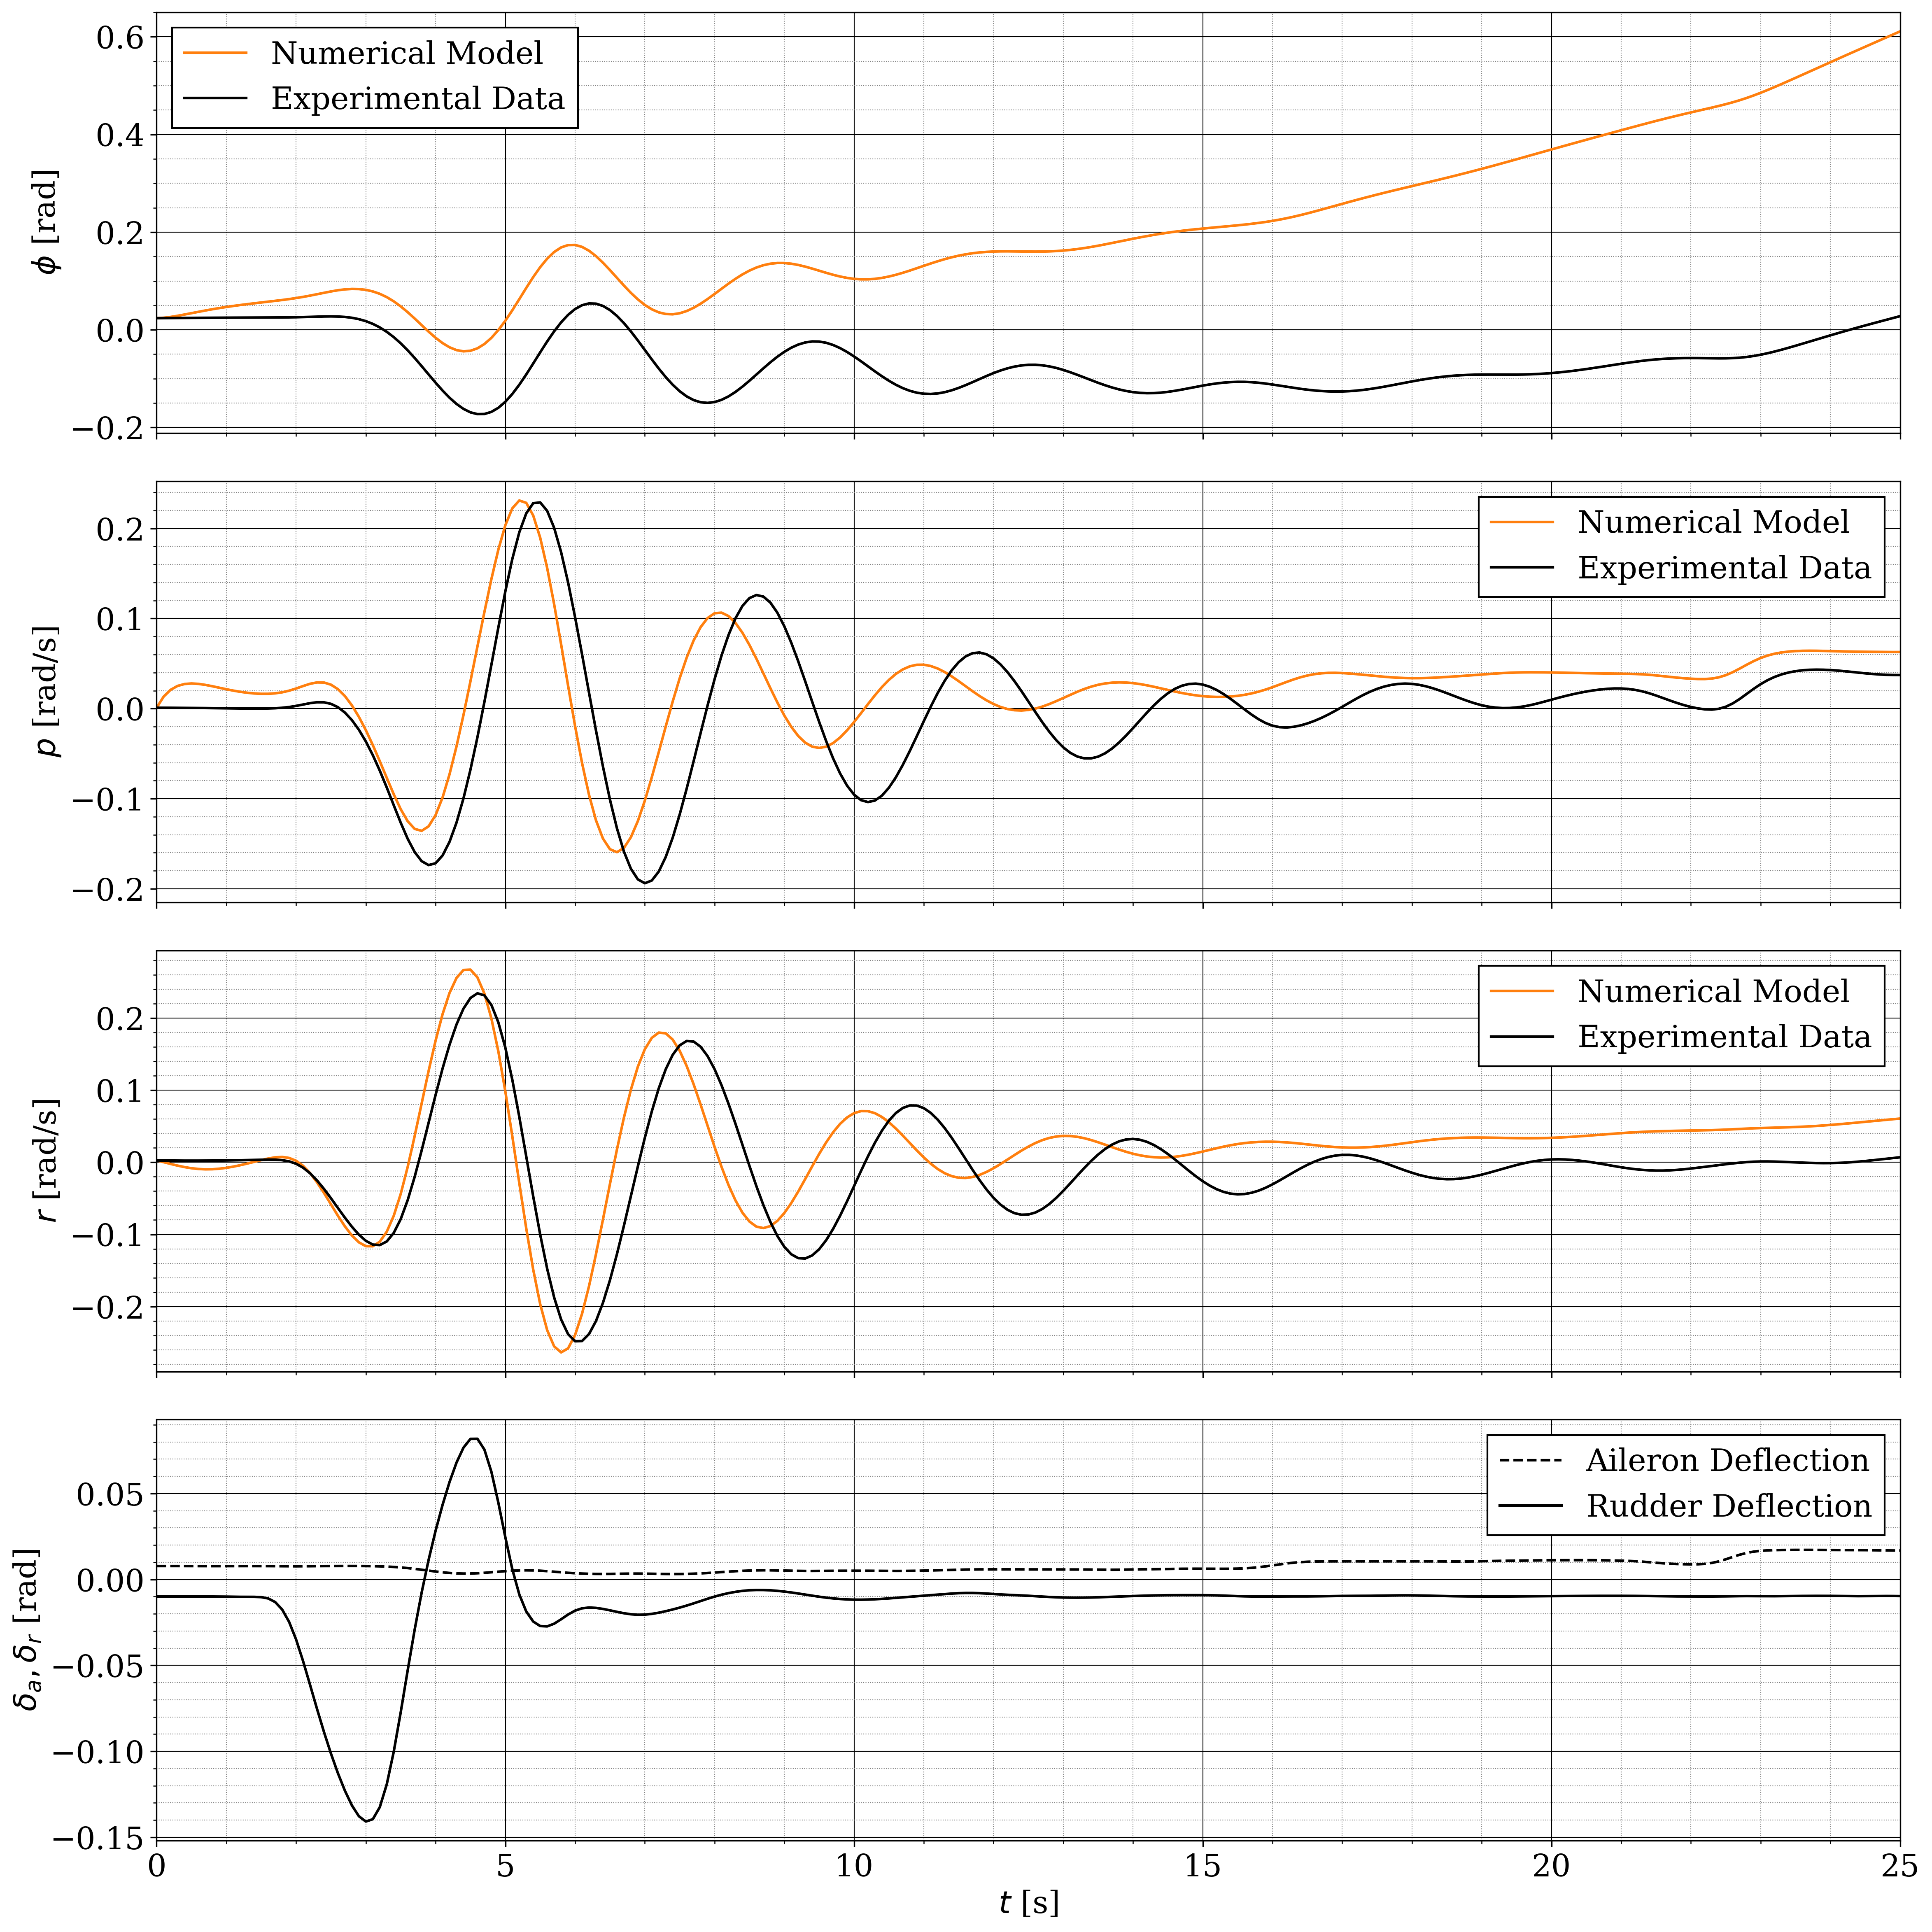 0.6
0.4
0.2
0.0
−0.2
ϕ [rad]
Numerical Model
Experimental Data
0.2
0.1
0.0
−0.1
−0.2
p [rad/s]
Numerical Model
Experimental Data
0.2
0.1
0.0
−0.1
−0.2
r [rad/s]
Numerical Model
Experimental Data
0.05
0.00
−0.05
−0.10
−0.15
δa, δr [rad]
Aileron Deflection
Rudder Deflection
0 5 10 15 20 25
t [s]